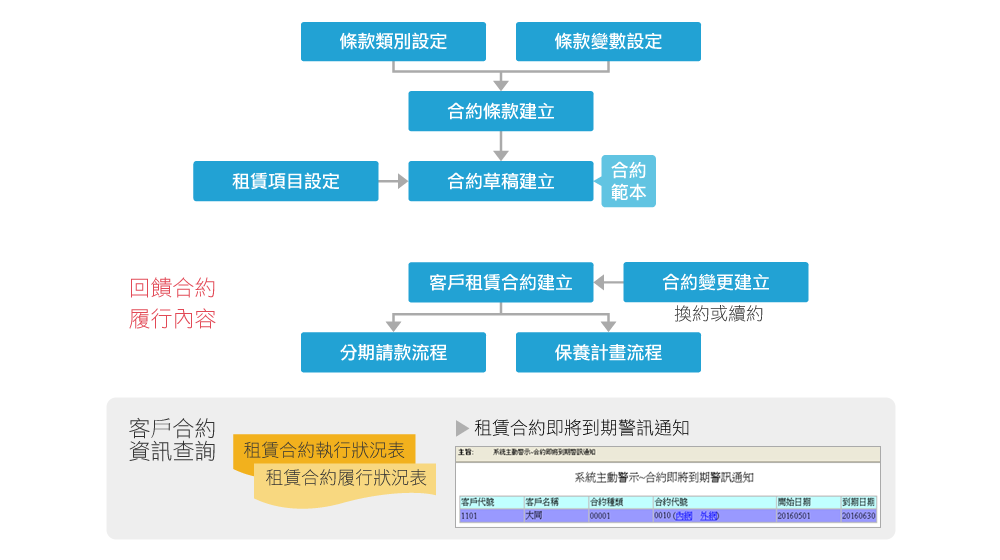 條款類別設定
條款變數設定
合約條款建立
租賃項目設定
合約草稿建立
合約
範本
回饋合約
履行內容
客戶租賃合約建立
合約變更建立
換約或續約
分期請款流程
保養計畫流程
客戶合約
資訊查詢
租賃合約執行狀況表
租賃合約履行狀況表
租賃合約即將到期警訊通知
主旨: 系統主動警示~合約即將到期警訊通知
系統主動警示~合約即將到期警訊通知
客戶代號 客戶名稱 合約種類 合約代號 開始日期 到期日期
1101 大同 00001 0010 (內網 外網) 20160501 20160630